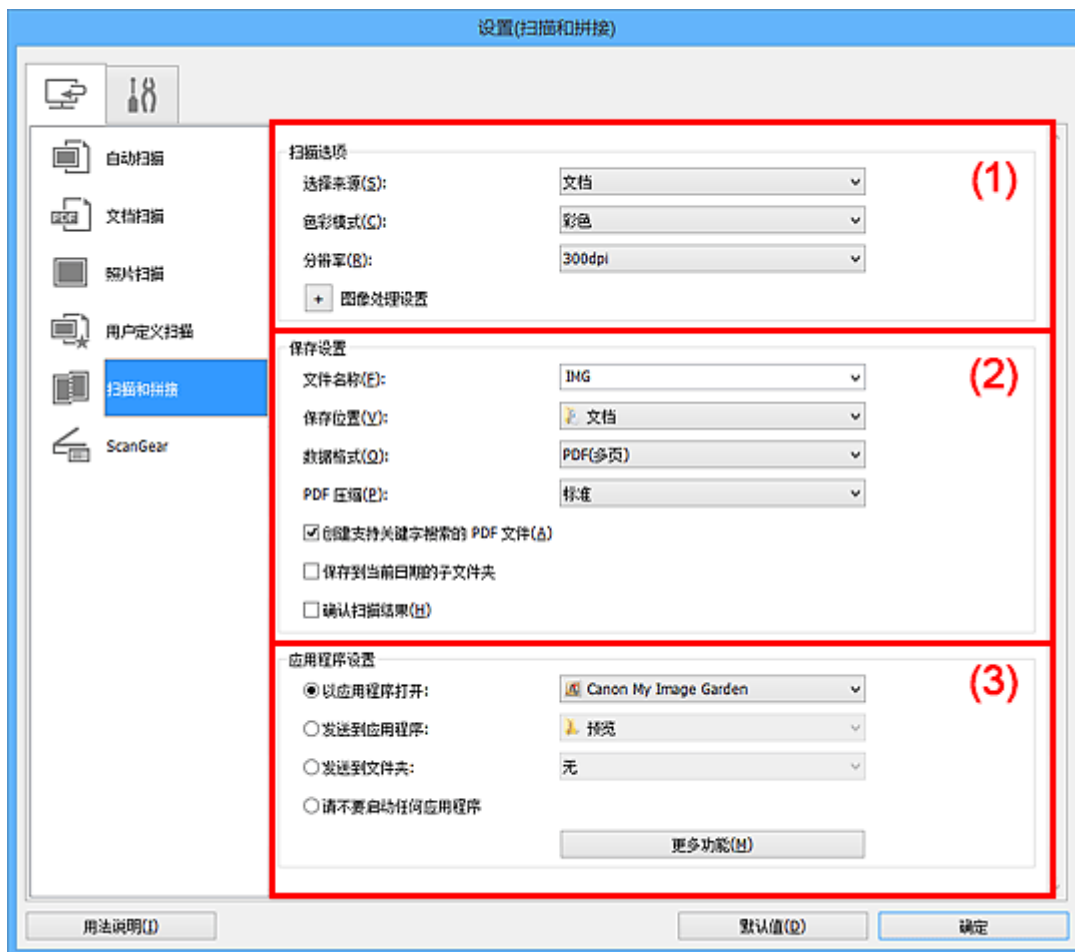 设置(扫描和拼接)
自动扫描
文档扫描
照片扫描
用户定义扫描
扫描和拼接
ScanGear
PDF
扫描选项
(1)
选择来源(S): 文档
色彩模式(C): 彩色
分辨率(R): 300dpi
+ 图像处理设置
保存设置
(2)
文件名称(F): IMG
保存位置(V): 文档
数据格式(O): PDF(多页)
PDF 压缩(P): 标准
创建支持关键字搜索的 PDF 文件(A)
保存到当前日期的子文件夹
确认扫描结果(H)
应用程序设置
(3)
以应用程序打开: Canon My Image Garden
发送到应用程序: 预览
发送到文件夹: 无
请不要启动任何应用程序
更多功能(M)
用法说明(I) 默认值(D) 确定